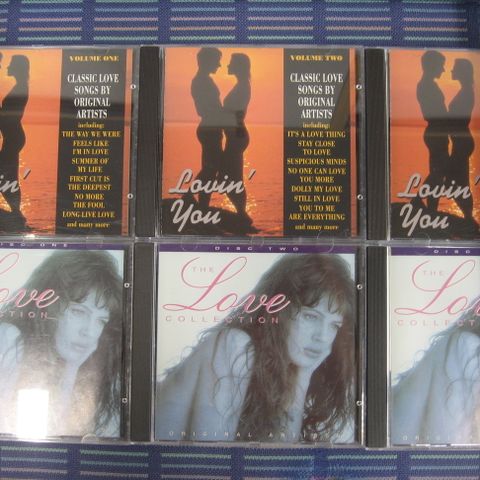 VOLUME ONE
CLASSIC LOVE
SONGS BY
ORIGINAL
ARTISTS
including:
THE WAY WE WERE
FEELS LIKE
I'M IN LOVE
SUMMER OF
MY LIFE
FIRST CUT IS
THE DEEPEST
NO MORE
THE FOOL
LONG-LIVE LOVE
and many more
VOLUME TWO
CLASSIC LOVE
SONGS BY
ORIGINAL
ARTISTS
including:
IT'S A LOVE THING
STAY CLOSE
TO LOVE
SUSPICIOUS MINDS
NO ONE CAN LOVE
YOU MORE
DOLLY MY LOVE
STILL IN LOVE
YOU TO ME
ARE EVERYTHING
and many more
Lovin'
You
Lovin'
You
DISC ONE
Love
DISC TWO
THE
Love
COLLECTION
ORIGINAL ARTISTS
DISC
THE
COLLECTION